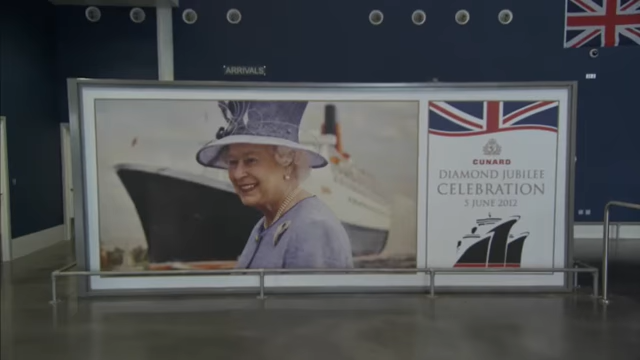 ARRIVALS
CUNARD
DIAMOND JUBILEE
CELEBRATION
5 JUNE 2012